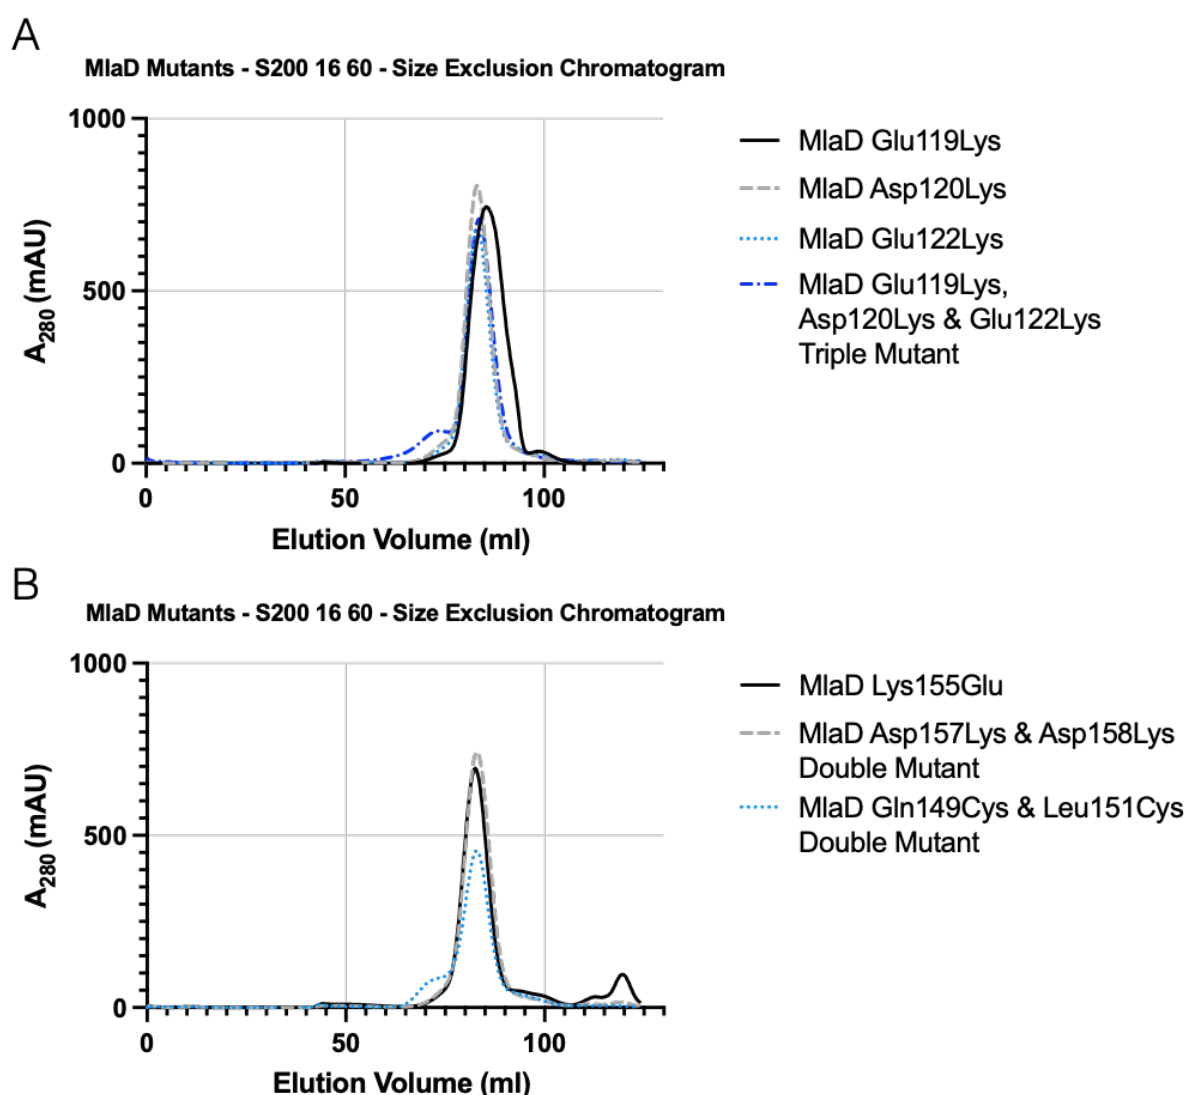 A
MlaD Mutants - S200 16 60 - Size Exclusion Chromatogram
1000
500
0
A280 (mAU)
0
50
100
Elution Volume (ml)
MlaD Glu119Lys
MlaD Asp120Lys
MlaD Glu122Lys
MlaD Glu119Lys,
Asp120Lys & Glu122Lys
Triple Mutant
B
MlaD Mutants - S200 16 60 - Size Exclusion Chromatogram
1000
500
0
A280 (mAU)
0
50
100
Elution Volume (ml)
MlaD Lys155Glu
MlaD Asp157Lys & Asp158Lys
Double Mutant
MlaD Gln149Cys & Leu151Cys
Double Mutant